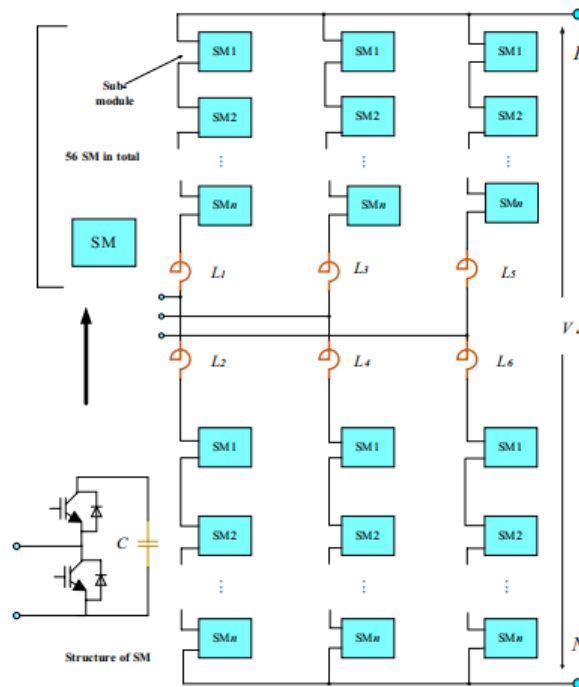 SM1 SM1 SM1
Sub-
module
SM2 SM2 SM2
56 SM in total
SMn SMn SMn
SM
L1 L3 L5
L2 L4 L6
SM1 SM1 SM1
C
SM2 SM2 SM2
SMn SMn SMn
Structure of SM